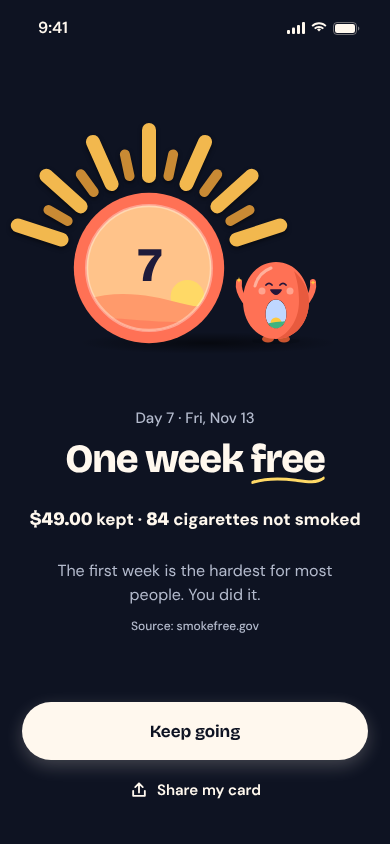 9:41
7
Day 7 · Fri, Nov 13
One week free
$49.00 kept · 84 cigarettes not smoked
The first week is the hardest for most
people. You did it.
Source: smokefree.gov
Keep going
Share my card